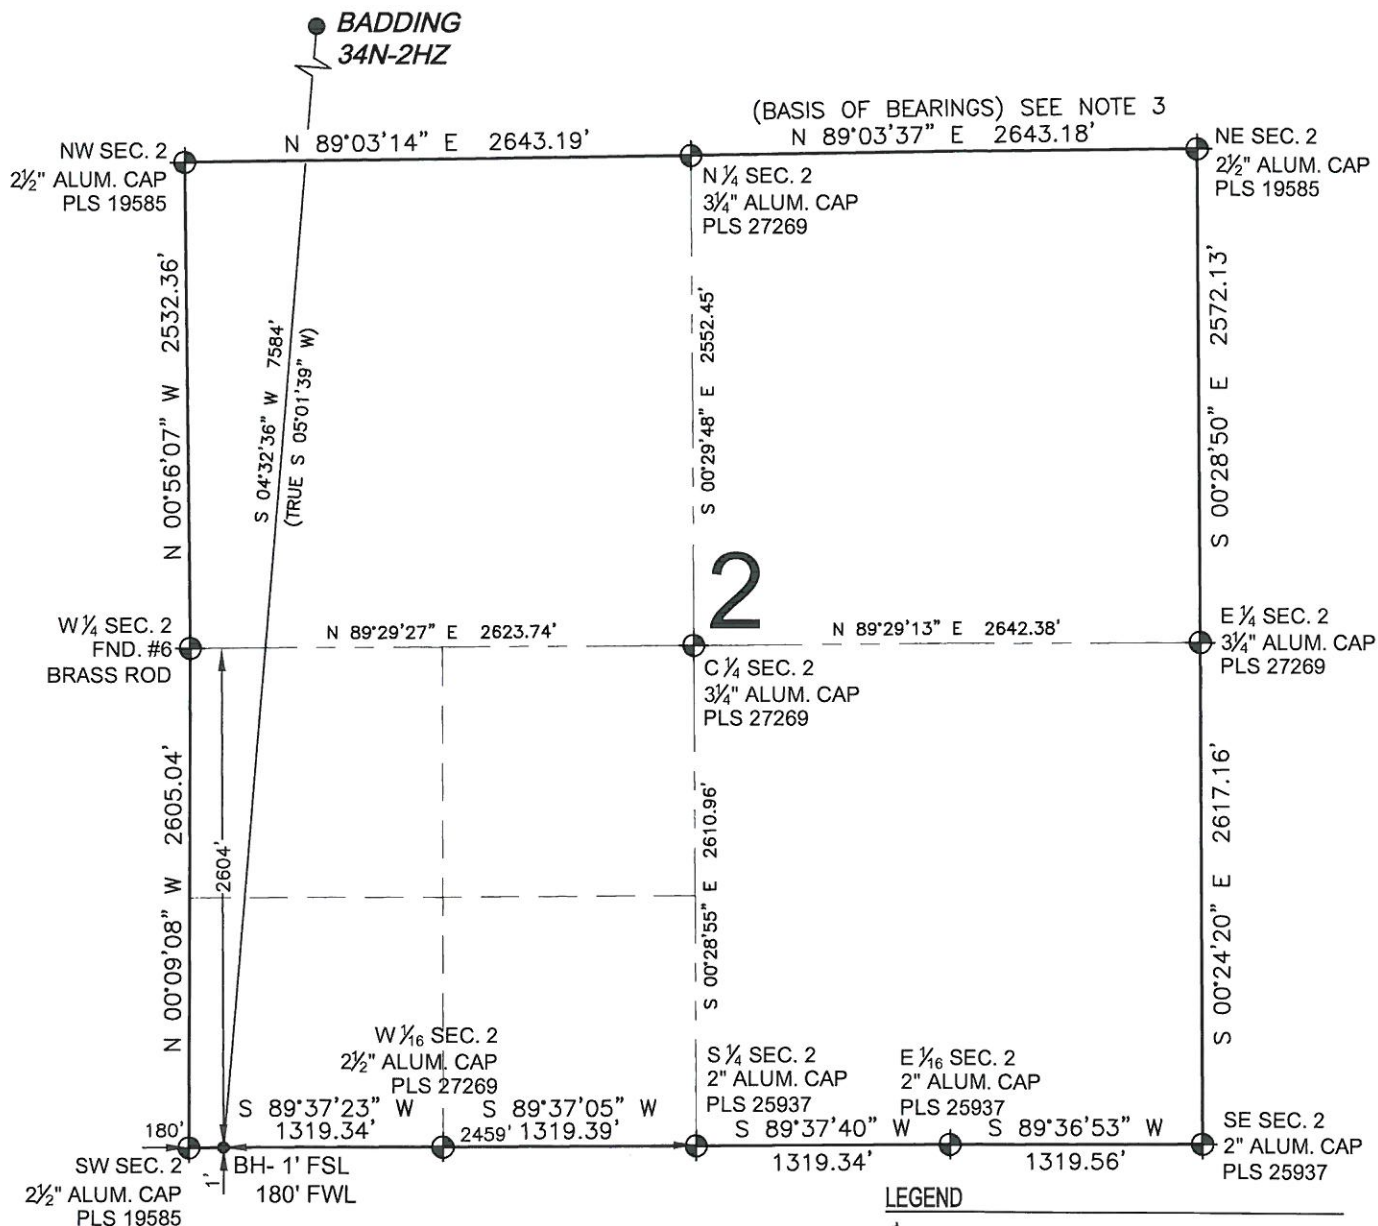 BADDING
34N-2HZ
(BASIS OF BEARINGS) SEE NOTE 3
N 89°03'14" E 2643.19'
N 89°03'37" E 2643.18'
NW SEC. 2
2½" ALUM. CAP
PLS 19585
N ¼ SEC. 2
3¼" ALUM. CAP
PLS 27269
NE SEC. 2
2½" ALUM. CAP
PLS 19585
N 00°56'07" W 2532.36'
S 04°32'36" W 7584'
(TRUE S 05°01'39" W)
S 00°29'48" E 2552.45'
S 00°28'50" E 2572.13'
2
W ¼ SEC. 2
FND. #6
BRASS ROD
N 89°29'27" E 2623.74'
N 89°29'13" E 2642.38'
C ¼ SEC. 2
3¼" ALUM. CAP
PLS 27269
E ¼ SEC. 2
3¼" ALUM. CAP
PLS 27269
N 00°09'08" W 2605.04'
2604'
S 00°28'55" E 2610.96'
S 00°24'20" E 2617.16'
W 1⁄16 SEC. 2
2½" ALUM. CAP
PLS 27269
S ¼ SEC. 2
2" ALUM. CAP
PLS 25937
E 1⁄16 SEC. 2
2" ALUM. CAP
PLS 25937
S 89°37'23" W
1319.34'
S 89°37'05" W
1319.39'
S 89°37'40" W
1319.34'
S 89°36'53" W
1319.56'
180'
2459'
SW SEC. 2
2½" ALUM. CAP
PLS 19585
1'
BH- 1' FSL
180' FWL
SE SEC. 2
2" ALUM. CAP
PLS 25937
LEGEND